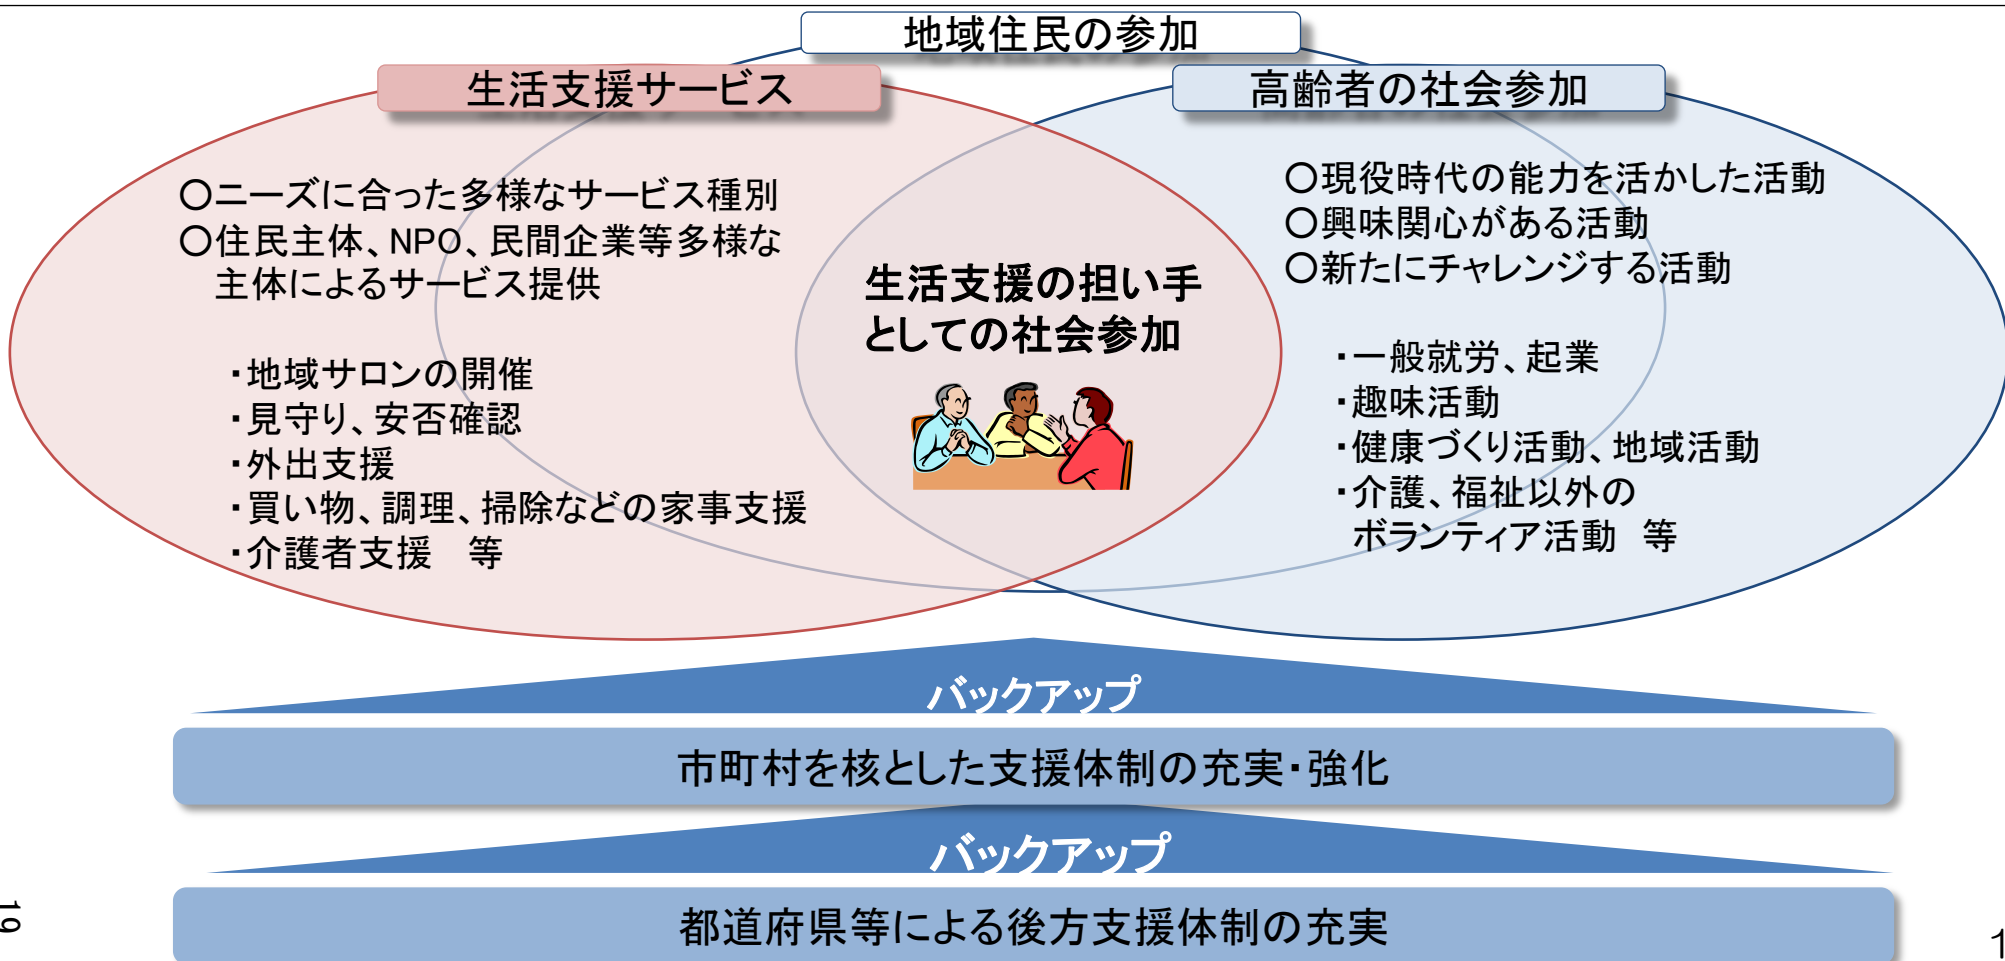 地域住民の参加
生活支援サービス
高齢者の社会参加
〇ニーズに合った多様なサービス種別
〇住民主体、NPO、民間企業等多様な
主体によるサービス提供
・地域サロンの開催
・見守り、安否確認
・外出支援
・買い物、調理、掃除などの家事支援
・介護者支援　等
生活支援の担い手
としての社会参加
〇現役時代の能力を活かした活動
〇興味関心がある活動
〇新たにチャレンジする活動
・一般就労、起業
・趣味活動
・健康づくり活動、地域活動
・介護、福祉以外の
ボランティア活動　等
バックアップ
市町村を核とした支援体制の充実・強化
バックアップ
都道府県等による後方支援体制の充実
19
1